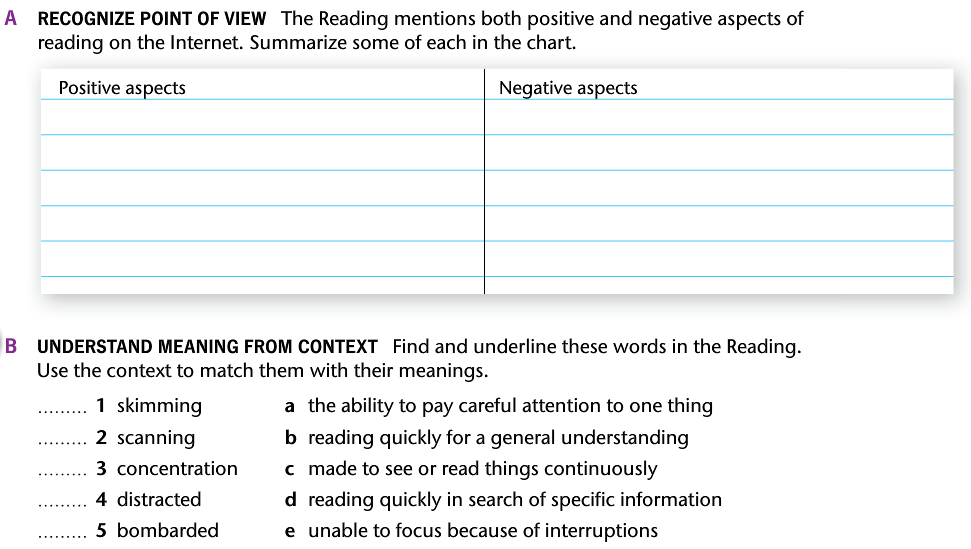 A RECOGNIZE POINT OF VIEW The Reading mentions both positive and negative aspects of
reading on the Internet. Summarize some of each in the chart.
Positive aspects Negative aspects
B UNDERSTAND MEANING FROM CONTEXT Find and underline these words in the Reading.
Use the context to match them with their meanings.
......... 1 skimming a the ability to pay careful attention to one thing
......... 2 scanning b reading quickly for a general understanding
......... 3 concentration c made to see or read things continuously
......... 4 distracted d reading quickly in search of specific information
......... 5 bombarded e unable to focus because of interruptions